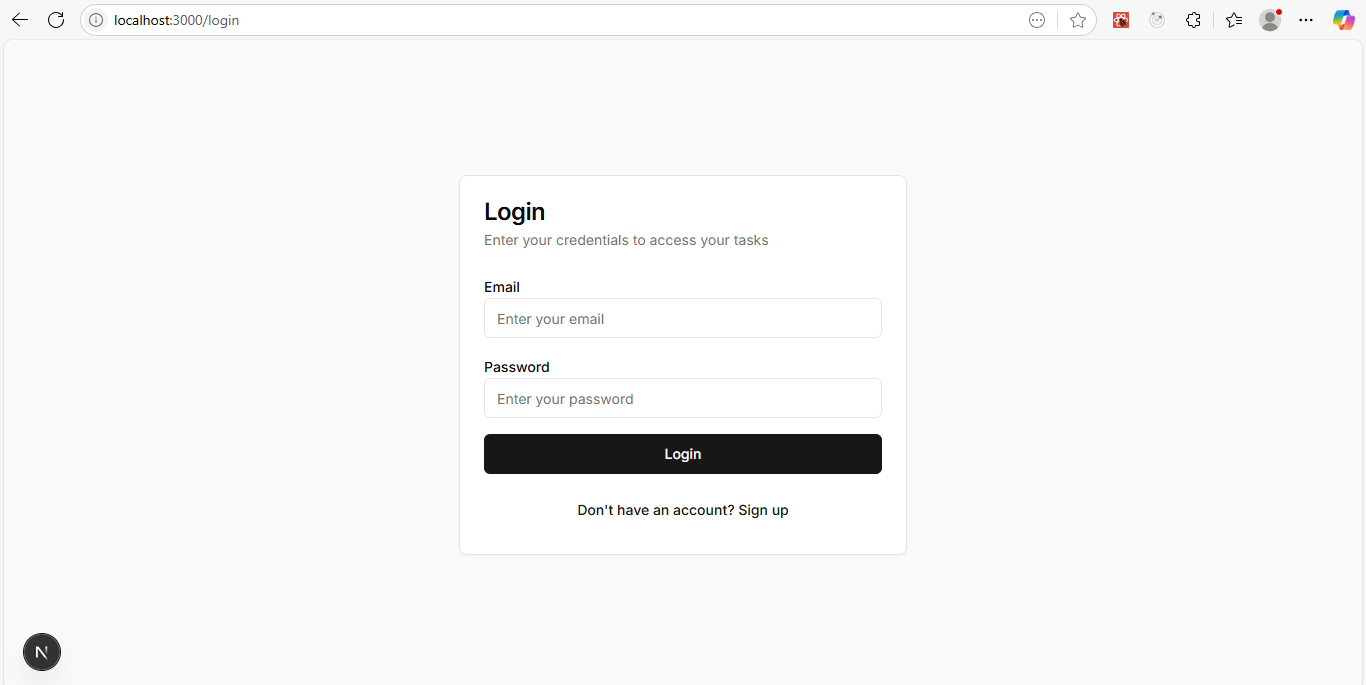 localhost:3000/login
Login
Enter your credentials to access your tasks
Email
Enter your email
Password
Enter your password
Login
Don't have an account? Sign up
N